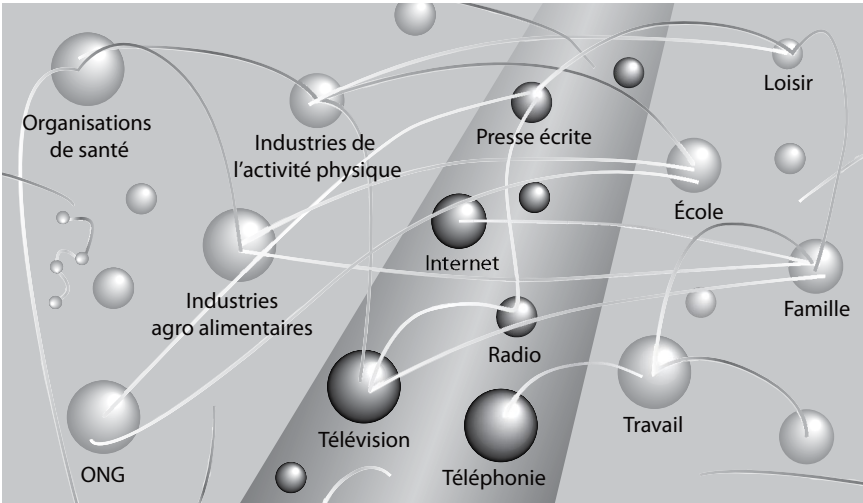 Organisations
de santé
Industries de
l’activité physique
Presse écrite
Loisir
École
Internet
Industries
agro alimentaires
Famille
Radio
Télévision
Travail
ONG
Téléphonie